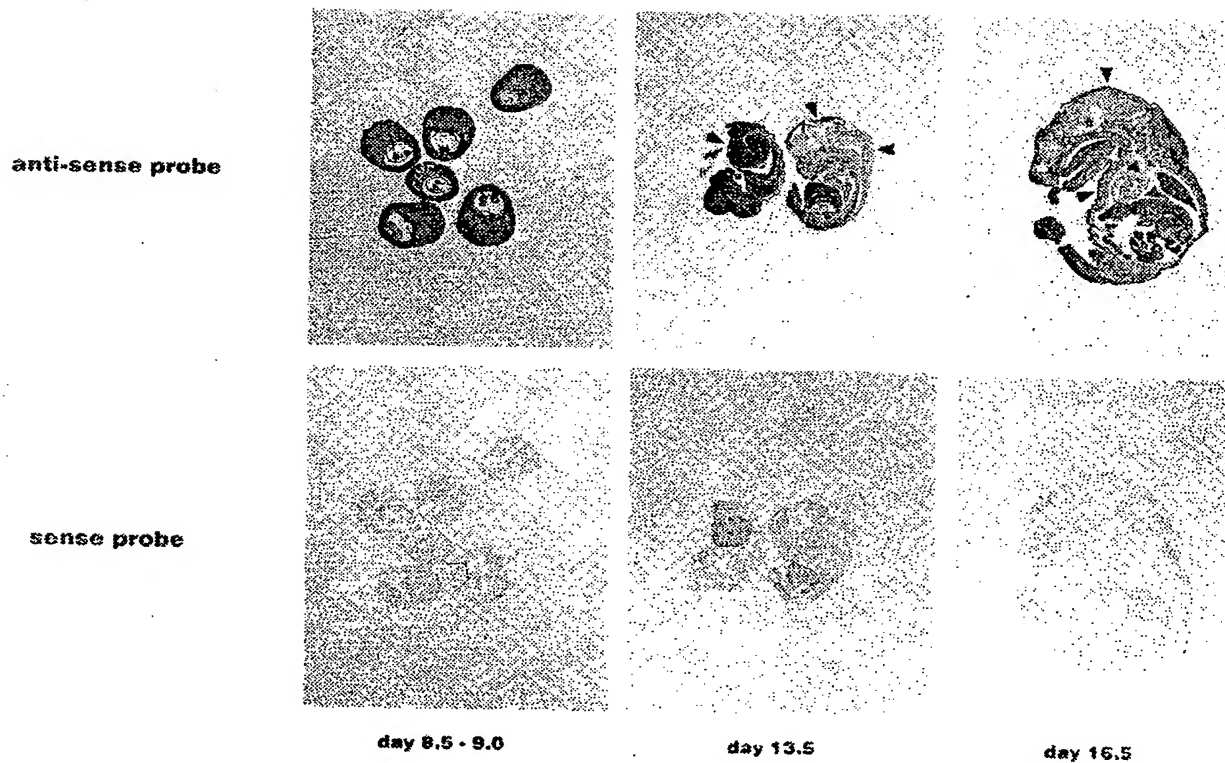 anti-sense probe
sense probe
day 8.5 - 9.0
day 13.5
day 16.5